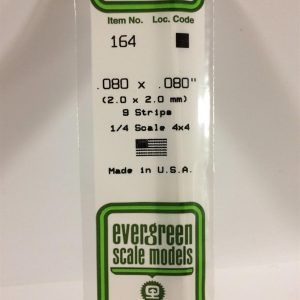 Item No. Loc. Code
164
.080 x .080"
(2.0 x 2.0 mm)
9 Strips
1/4 Scale 4x4
Made in U.S.A.
evergreen
scale models